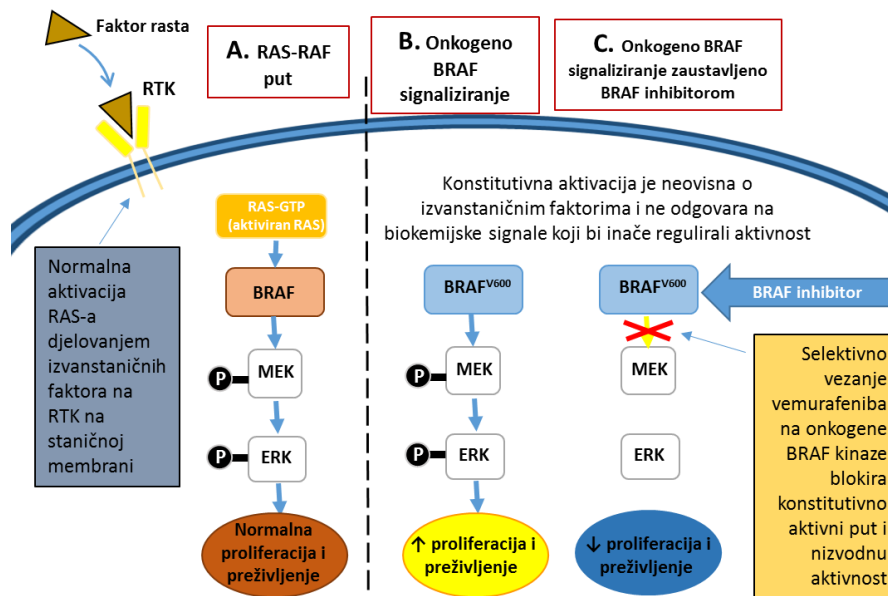 Faktor rasta
RTK
A. RAS-RAF
put
B. Onkogeno
BRAF
signaliziranje
C. Onkogeno BRAF
signaliziranje zaustavljeno
BRAF inhibitorom
Konstitutivna aktivacija je neovisna o
izvanstaničnim faktorima i ne odgovara na
biokemijske signale koji bi inače regulirali aktivnost
Normalna
aktivacija
RAS-a
djelovanjem
izvanstaničnih
faktora na
RTK na
staničnoj
membrani
RAS-GTP
(aktiviran RAS)
BRAF
P
MEK
P
ERK
Normalna
proliferacija i
preživljenje
BRAFV600
P
MEK
P
ERK
↑ proliferacija i
preživljenje
BRAFV600
BRAF inhibitor
MEK
ERK
↓ proliferacija i
preživljenje
Selektivno
vezanje
vemurafeniba
na onkogene
BRAF kinaze
blokira
konstitutivno
aktivni put i
nizvodnu
aktivnost